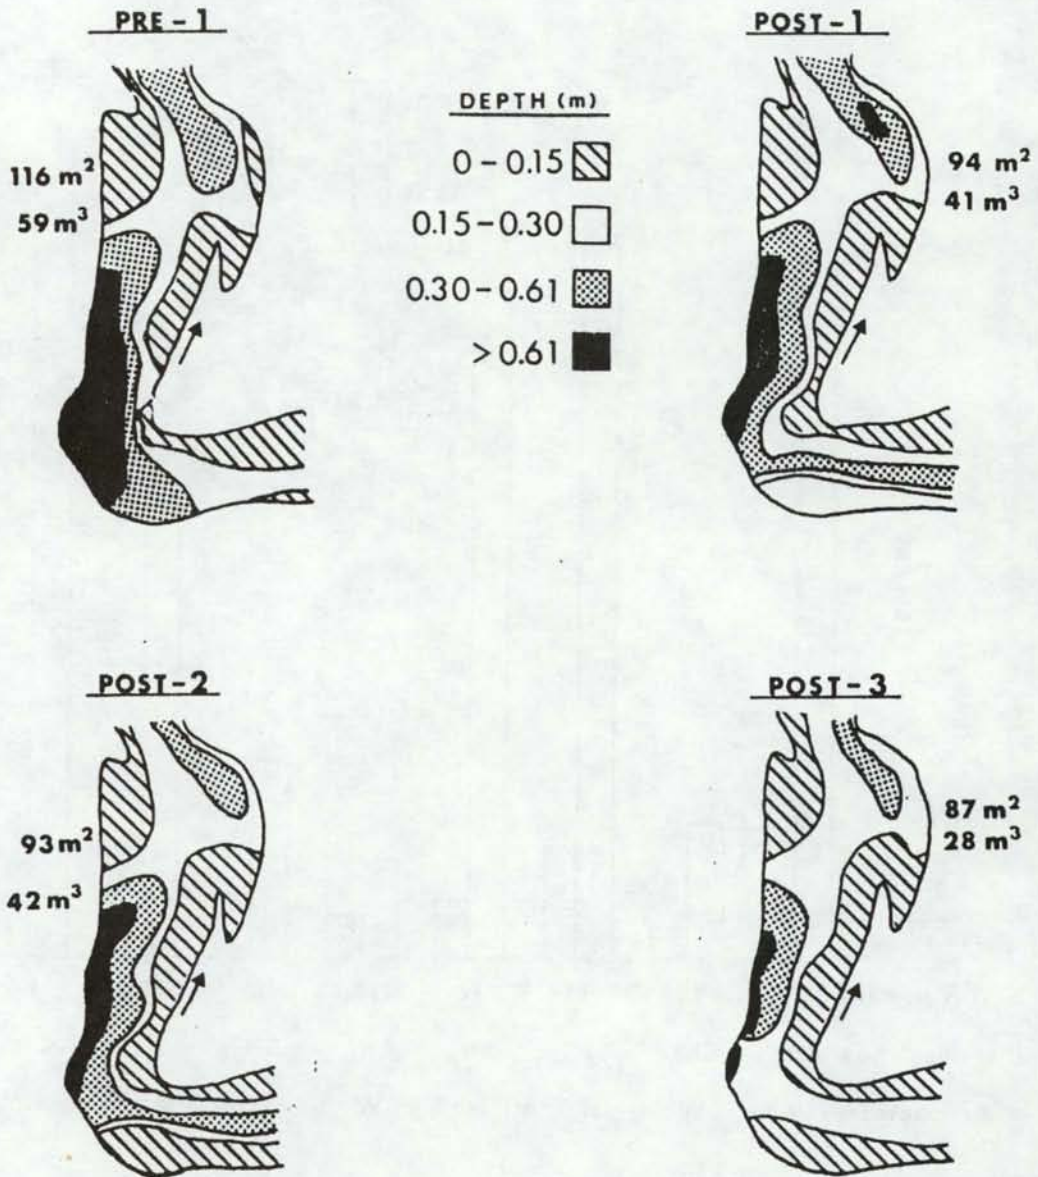 PRE-1
116 m²
59 m³
DEPTH (m)
0-0.15
0.15-0.30
0.30-0.61
>0.61
POST-1
94 m²
41 m³
POST-2
93 m²
42 m³
POST-3
87 m²
28 m³